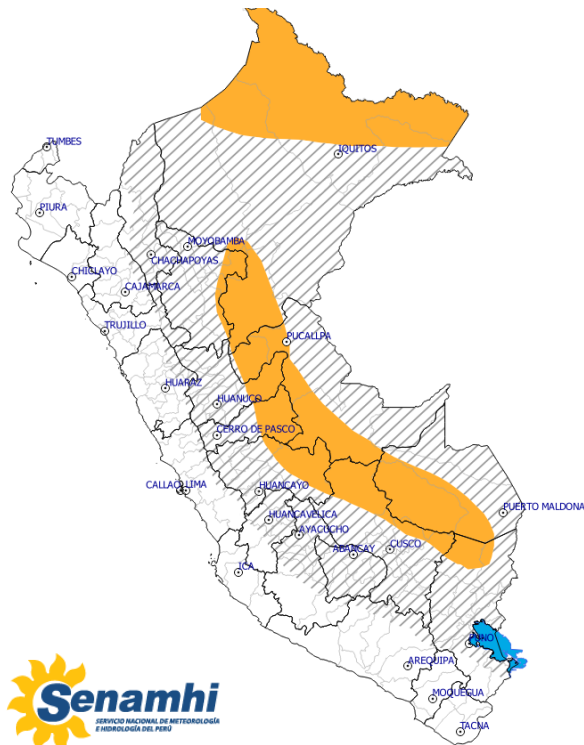 IQUITOS
TUMBES
PIURA
MOYOBAMBA
CHACHAPOYAS
CHICLAYO
CAJAMARCA
TRUJILLO
PUCALLPA
HUARAZ
HUANUCO
CERRO DE PASCO
CALLAO LIMA
HUANCAYO
PUERTO MALDONA
HUANCAVELICA
AYACUCHO
ABANCAY
CUSCO
ICA
PUNO
AREQUIPA
MOQUEGUA
TACNA
Senamhi
SERVICIO NACIONAL DE METEOROLOGÍA
E HIDROLOGÍA DEL PERÚ